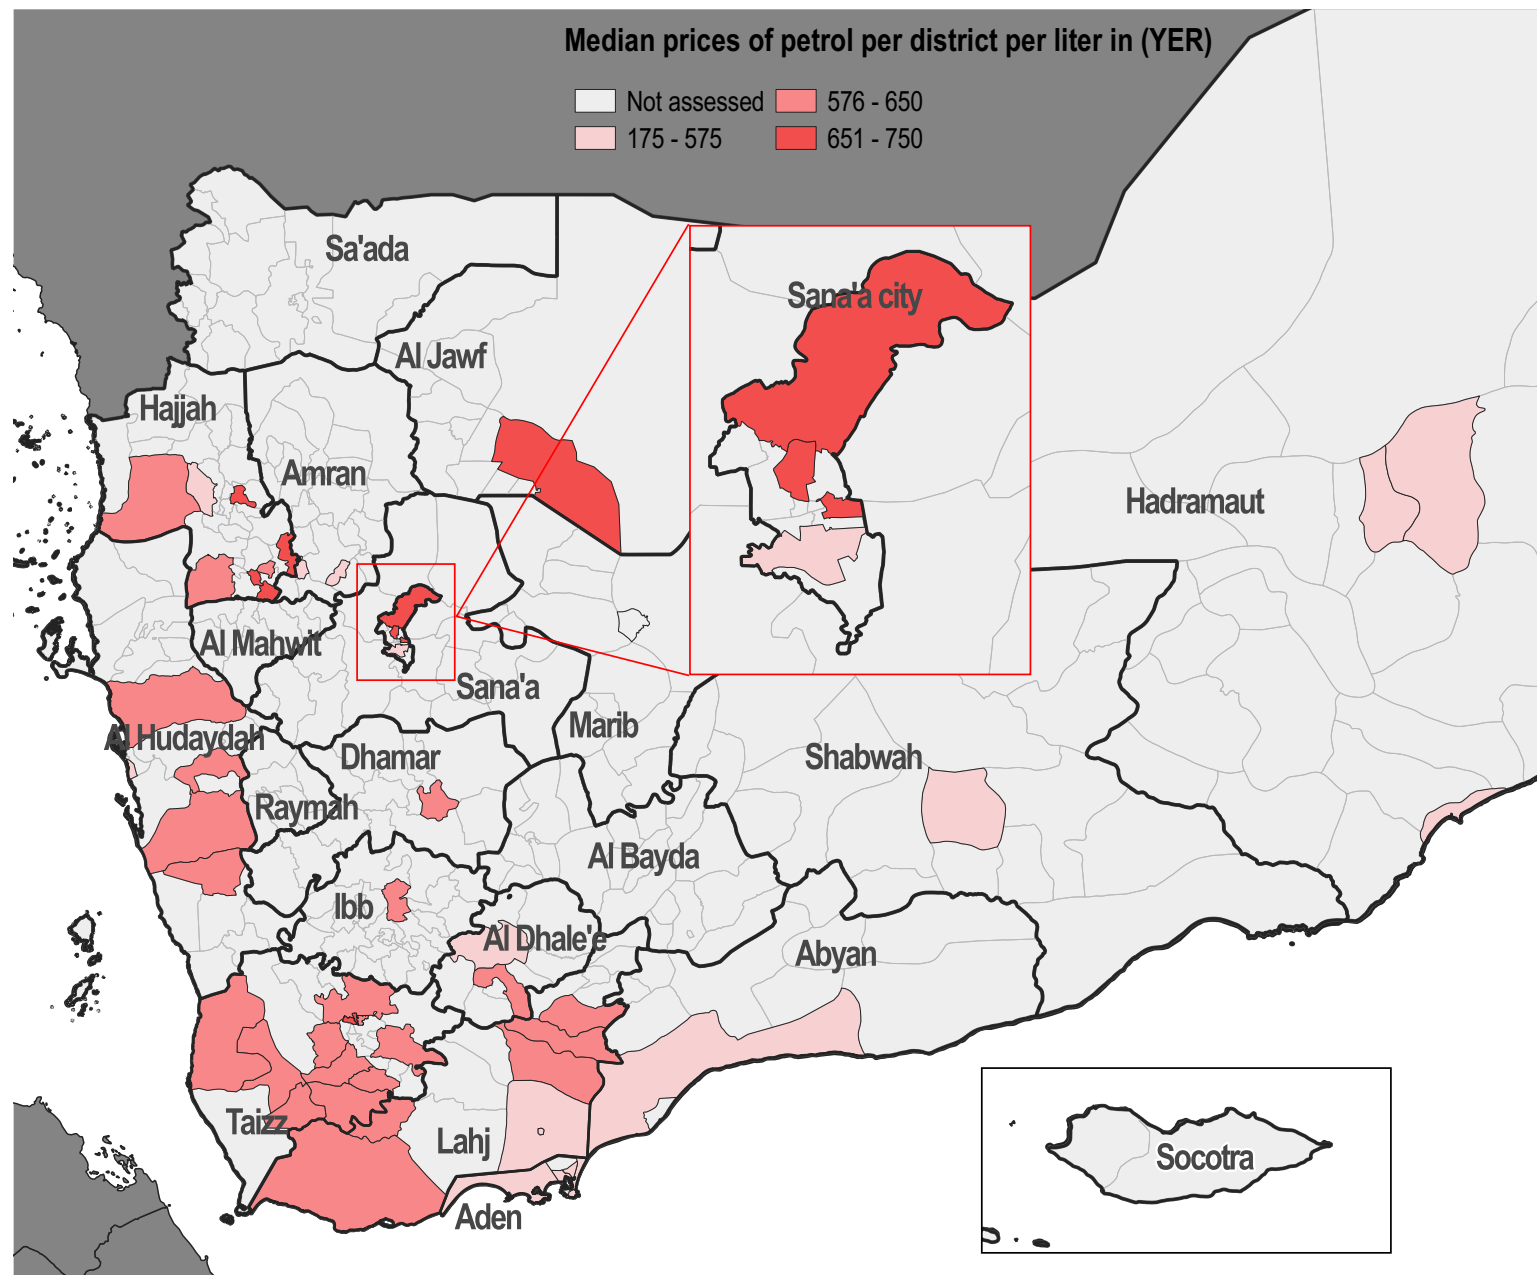 Median prices of petrol per district per liter in (YER)
Not assessed
576 - 650
175 - 575
651 - 750
Sa'ada
Sana'a city
Al Jawf
Hajjah
Amran
Hadramaut
Al Mahwit
Sana'a
Marib
Al Hudaydah
Dhamar
Shabwah
Raymah
Al Bayda
Ibb
Al Dhale'e
Abyan
Taizz
Lahj
Socotra
Aden